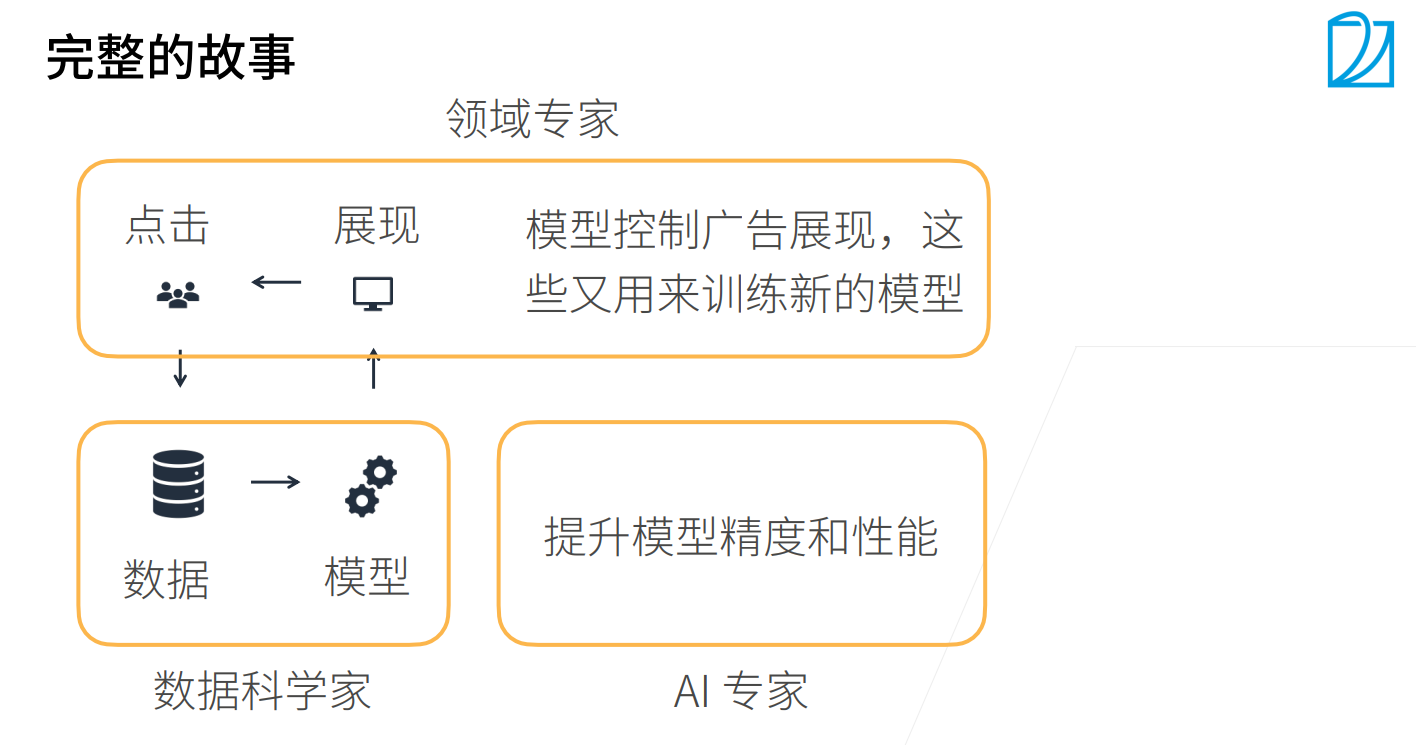 完整的故事
领域专家
点击
展现
模型控制广告展现，这
些又用来训练新的模型
数据
模型
提升模型精度和性能
数据科学家
AI 专家